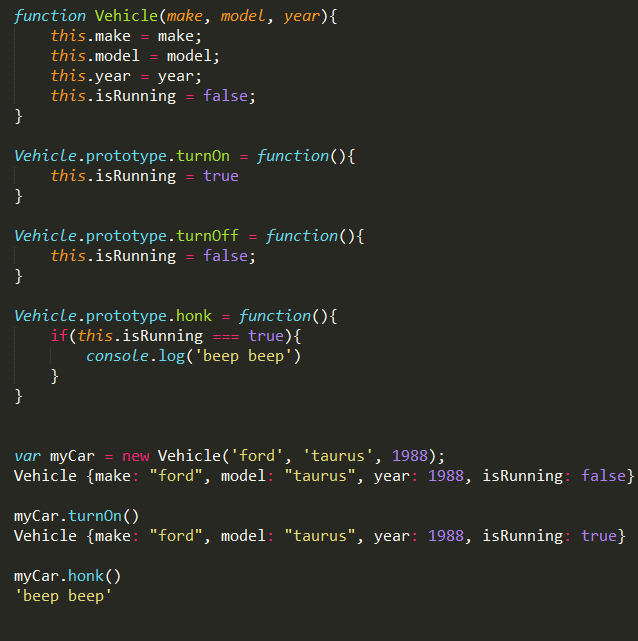 function Vehicle(make, model, year){
    this.make = make;
    this.model = model;
    this.year = year;
    this.isRunning = false;
}

Vehicle.prototype.turnOn = function(){
    this.isRunning = true
}

Vehicle.prototype.turnOff = function(){
    this.isRunning = false;
}

Vehicle.prototype.honk = function(){
    if(this.isRunning === true){
        console.log('beep beep')
    }
}

var myCar = new Vehicle('ford', 'taurus', 1988);
Vehicle {make: "ford", model: "taurus", year: 1988, isRunning: false}

myCar.turnOn()
Vehicle {make: "ford", model: "taurus", year: 1988, isRunning: true}

myCar.honk()
'beep beep'